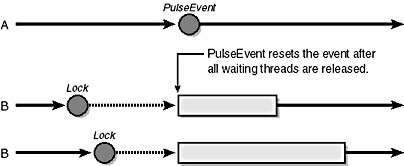 PulseEvent
A
PulseEvent resets the event after
all waiting threads are released.
Lock
B
Lock
B